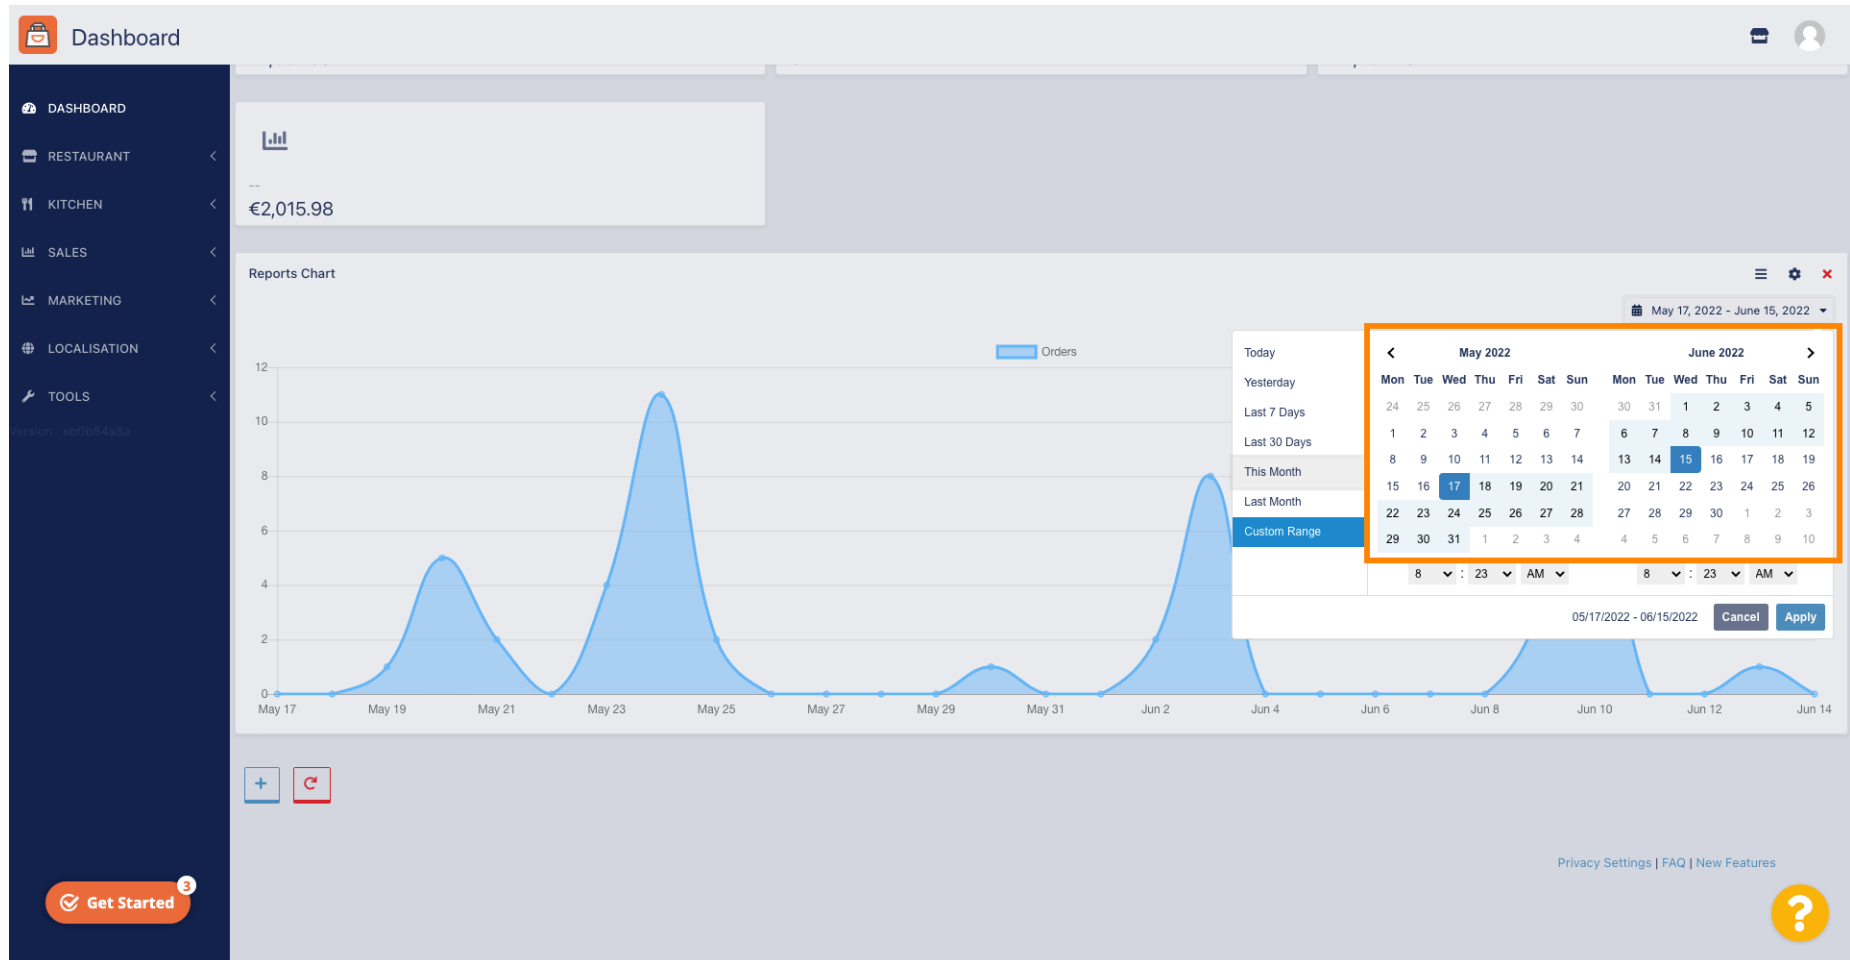 Dashboard
DASHBOARD
RESTAURANT
KITCHEN
SALES
MARKETING
LOCALISATION
TOOLS
Version : eb0b84a8a
Get Started
3
--
€2,015.98
Reports Chart
May 17, 2022 - June 15, 2022
Orders
12
10
8
6
4
2
0
May 17 May 19 May 21 May 23 May 25 May 27 May 29 May 31 Jun 2 Jun 4 Jun 6 Jun 8 Jun 10 Jun 12 Jun 14
Today
Yesterday
Last 7 Days
Last 30 Days
This Month
Last Month
Custom Range
May 2022
Mon Tue Wed Thu Fri Sat Sun
24 25 26 27 28 29 30
1 2 3 4 5 6 7
8 9 10 11 12 13 14
15 16 17 18 19 20 21
22 23 24 25 26 27 28
29 30 31 1 2 3 4
8 : 23 AM
June 2022
Mon Tue Wed Thu Fri Sat Sun
30 31 1 2 3 4 5
6 7 8 9 10 11 12
13 14 15 16 17 18 19
20 21 22 23 24 25 26
27 28 29 30 1 2 3
4 5 6 7 8 9 10
8 : 23 AM
05/17/2022 - 06/15/2022 Cancel Apply
Privacy Settings | FAQ | New Features
?